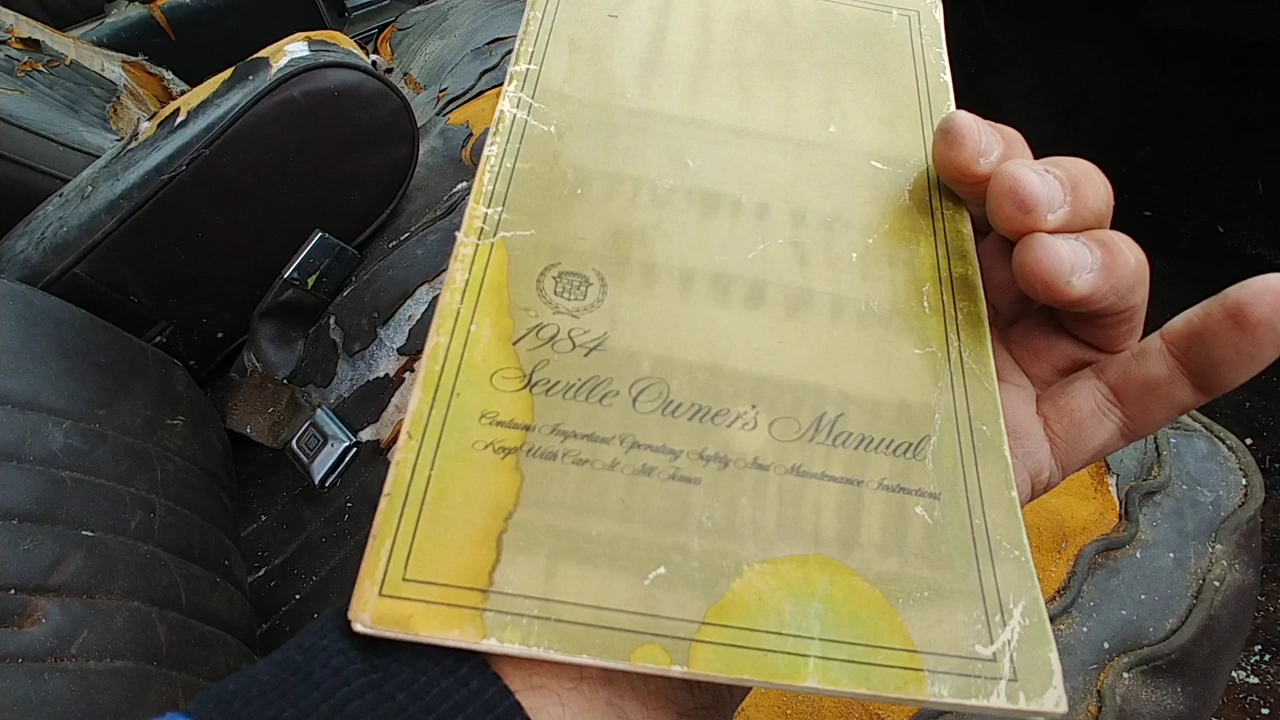 1984
Seville Owner's Manual
Contains Important Operating Safety And Maintenance Instructions
Keep With Car At All Times